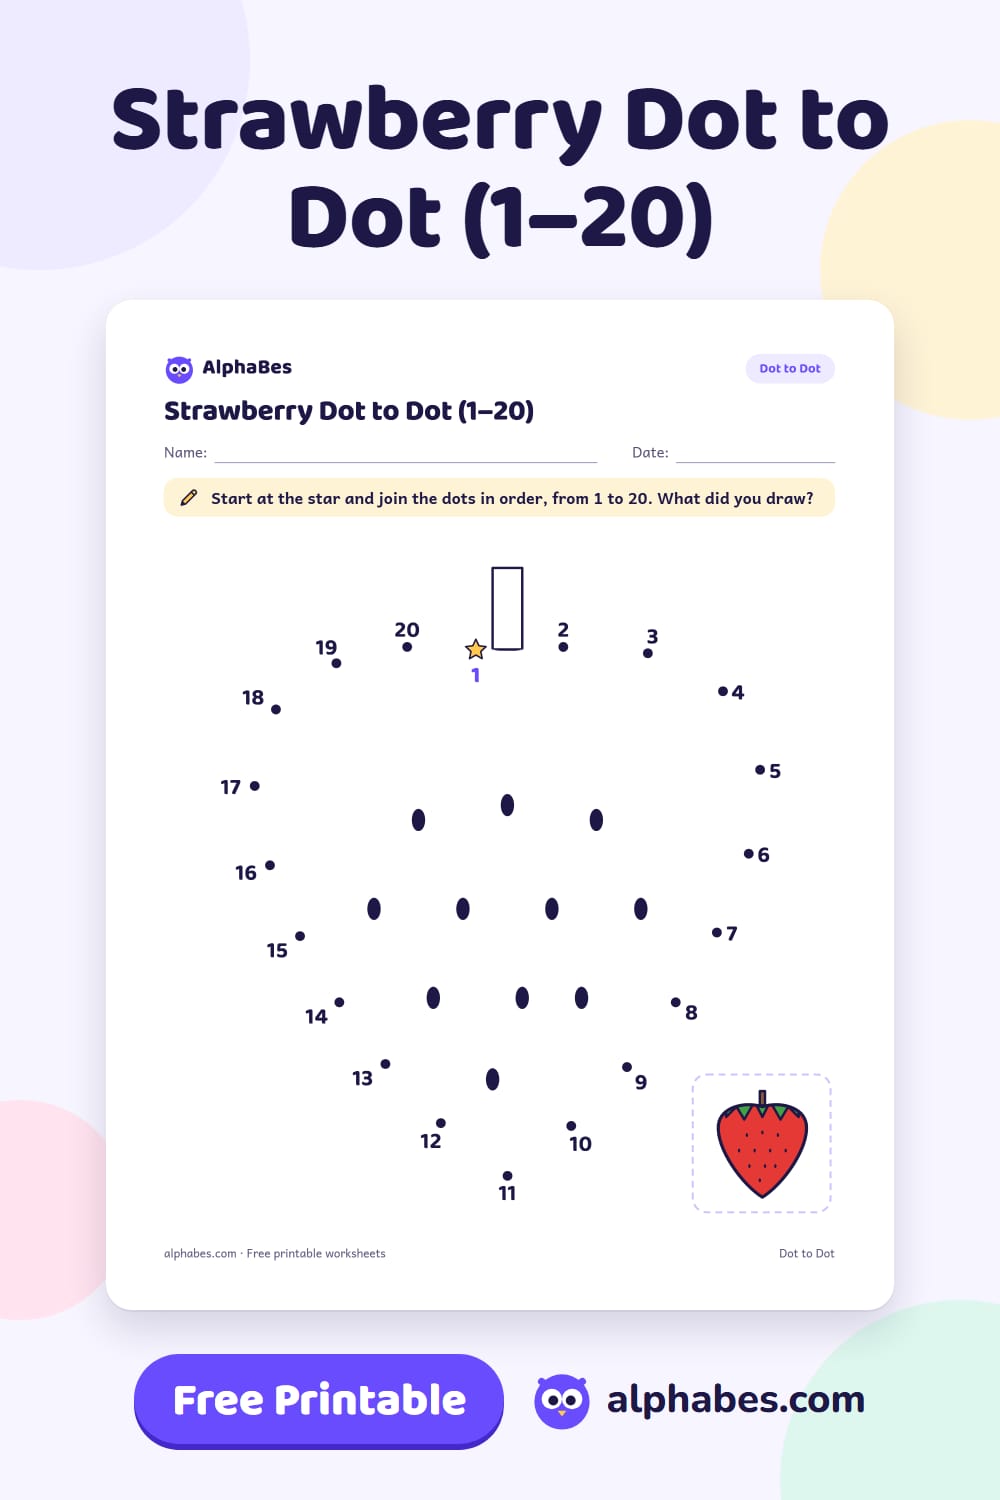 Strawberry Dot to
Dot (1–20)
AlphaBes
Dot to Dot
Strawberry Dot to Dot (1–20)
Name:
Date:
Start at the star and join the dots in order, from 1 to 20. What did you draw?
20
2
3
19
1
18
4
5
17
6
16
7
15
8
14
13
9
12
10
11
alphabes.com · Free printable worksheets
Dot to Dot
Free Printable
alphabes.com